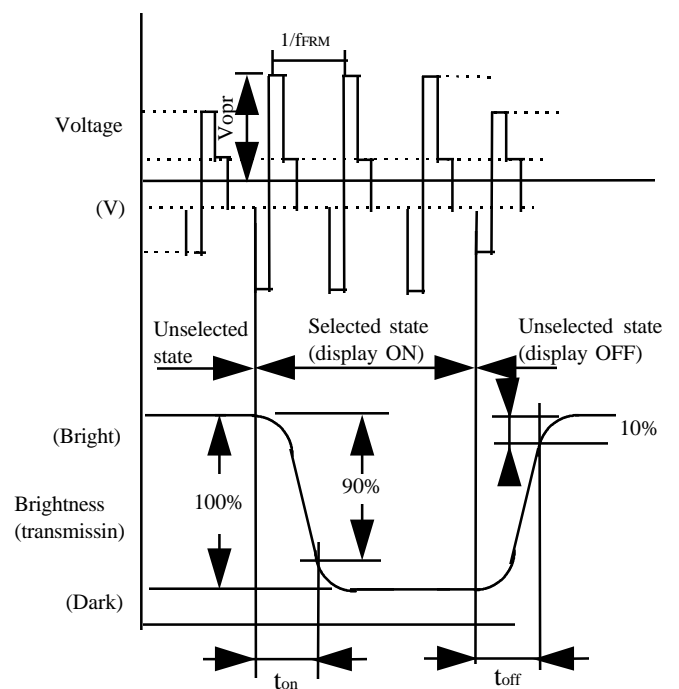 1/fFRM
Vopr
Voltage
(V)
Unselected
state
Selected state
(display ON)
Unselected state
(display OFF)
(Bright)
10%
90%
100%
Brightness
(transmissin)
(Dark)
ton
toff